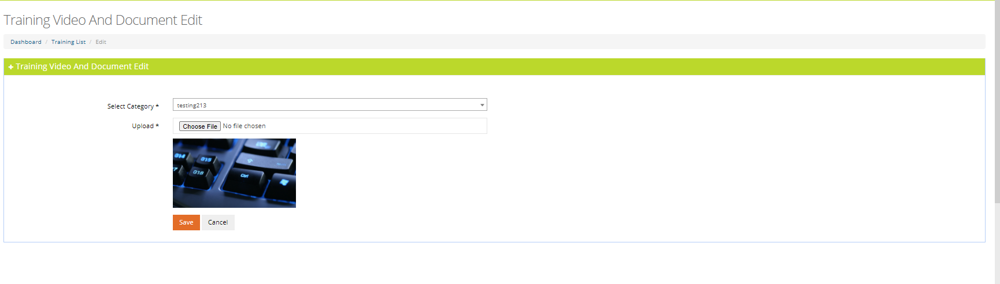 Training Video And Document Edit
Dashboard / Training List / Edit
+ Training Video And Document Edit
Select Category *
testing213
Upload *
Choose File No file chosen
G14
G15
G18
Ctrl
Save
Cancel